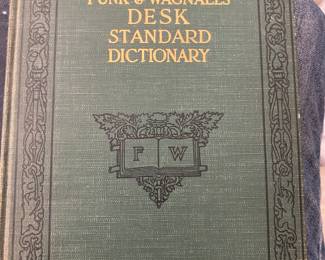 FUNK & WAGNALLS
DESK
STANDARD
DICTIONARY
F W